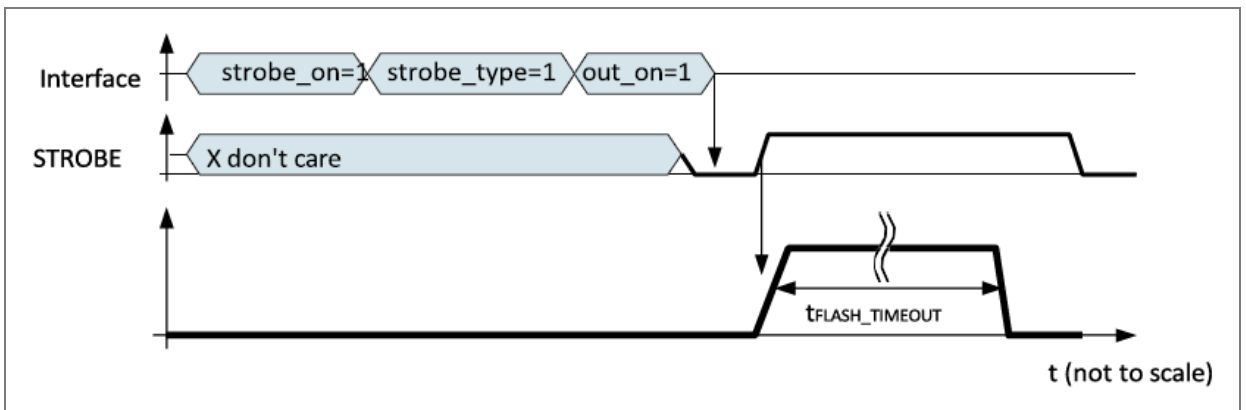 Interface
strobe_on=1 strobe_type=1 out_on=1
STROBE
X don't care
tFLASH_TIMEOUT
t (not to scale)